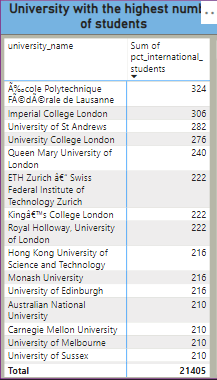 University with the highest numl
of students
university_name Sum of
pct_international_
students
Ã‰cole Polytechnique 324
FÃ©dÃ©rale de Lausanne
Imperial College London 306
University of St Andrews 282
University College London 276
Queen Mary University of 240
London
ETH Zurich â€“ Swiss 222
Federal Institute of
Technology Zurich
Kingâ€™s College London 222
Royal Holloway, University 222
of London
Hong Kong University of 216
Science and Technology
Monash University 216
University of Edinburgh 216
Australian National 210
University
Carnegie Mellon University 210
University of Melbourne 210
University of Sussex 210
Total 21405